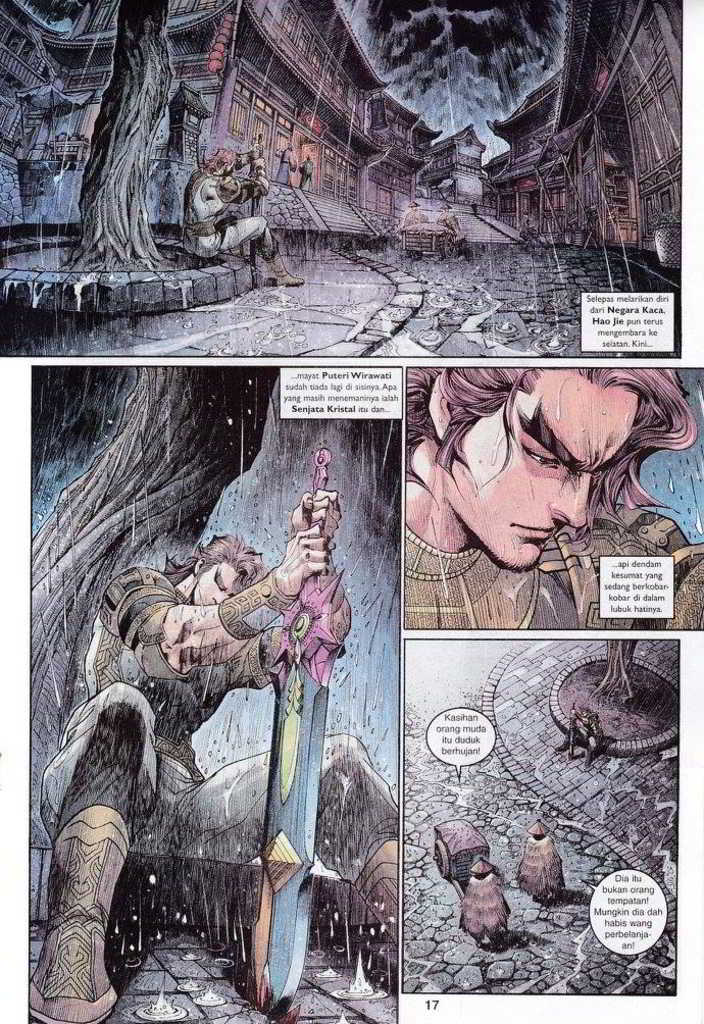 Selepas melarikan diri
dari Negara Kaca,
Hao Jie pun terus
mengembara ke
selatan. Kini...
...mayat Puteri Wirawati
sudah tiada lagi di sisinya. Apa
yang masih menemaninya ialah
Senjata Kristal itu dan...
...api dendam
kesumat yang
sedang berkobar-
kobar di dalam
lubuk hatinya.
Kasihan
orang muda
itu duduk
berhujan!
Dia itu
bukan orang
tempatan!
Mungkin dia dah
habis wang
perbelanja-
an!
17